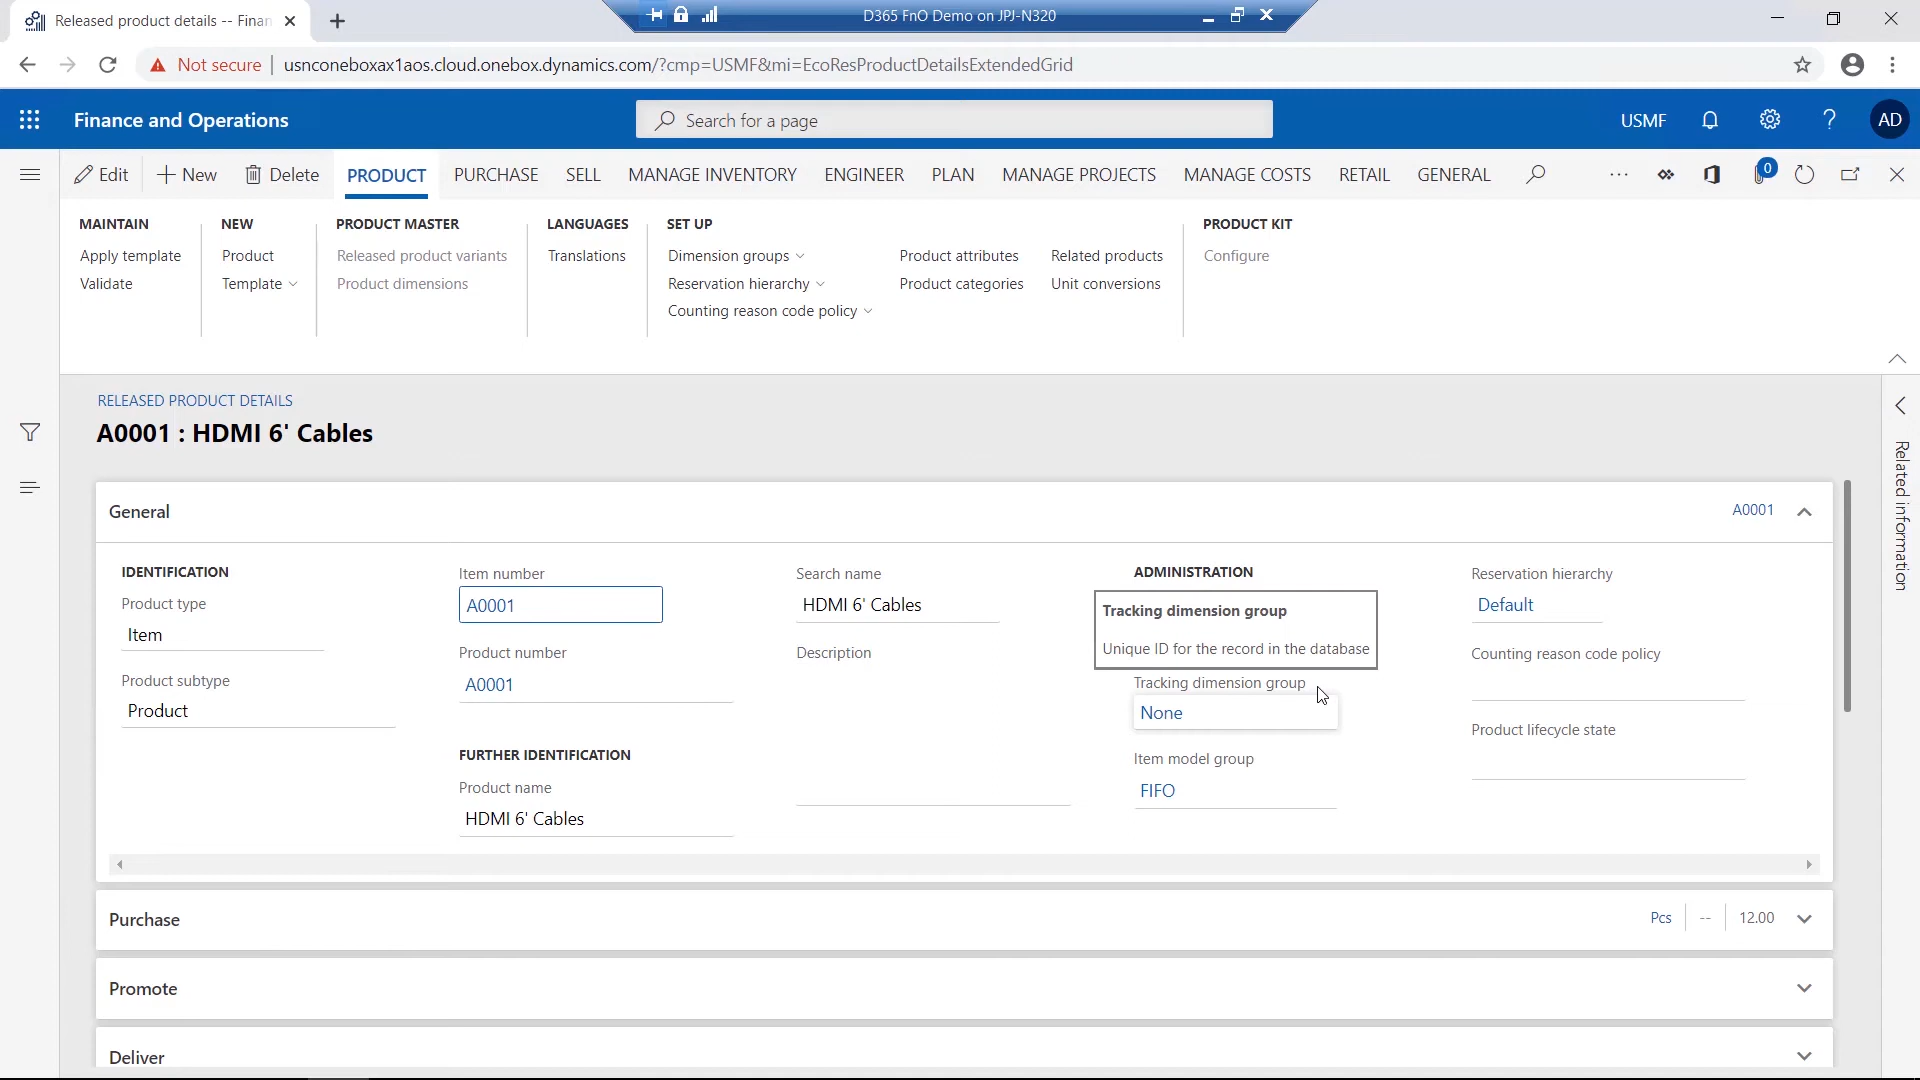 Released product details -- Finan
D365 FnO Demo on JPJ-N320
Not secure
usnconeboxax1aos.cloud.onebox.dynamics.com/?cmp=USMF&mi=EcoResProductDetailsExtendedGrid
Finance and Operations
Search for a page
USMF
?
AD
Edit
New
Delete
PRODUCT
PURCHASE
SELL
MANAGE INVENTORY
ENGINEER
PLAN
MANAGE PROJECTS
MANAGE COSTS
RETAIL
GENERAL
0
MAINTAIN
Apply template
Validate
NEW
Product
Template
PRODUCT MASTER
Released product variants
Product dimensions
LANGUAGES
Translations
SET UP
Dimension groups
Reservation hierarchy
Counting reason code policy
Product attributes
Product categories
Related products
Unit conversions
PRODUCT KIT
Configure
RELEASED PRODUCT DETAILS
A0001 : HDMI 6' Cables
Related information
General
A0001
IDENTIFICATION
Product type
Item
Product subtype
Product
Item number
A0001
Product number
A0001
FURTHER IDENTIFICATION
Product name
HDMI 6' Cables
Search name
HDMI 6' Cables
Description
ADMINISTRATION
Tracking dimension group
Unique ID for the record in the database
Tracking dimension group
None
Item model group
FIFO
Reservation hierarchy
Default
Counting reason code policy
Product lifecycle state
Purchase
Pcs
--
12.00
Promote
Deliver